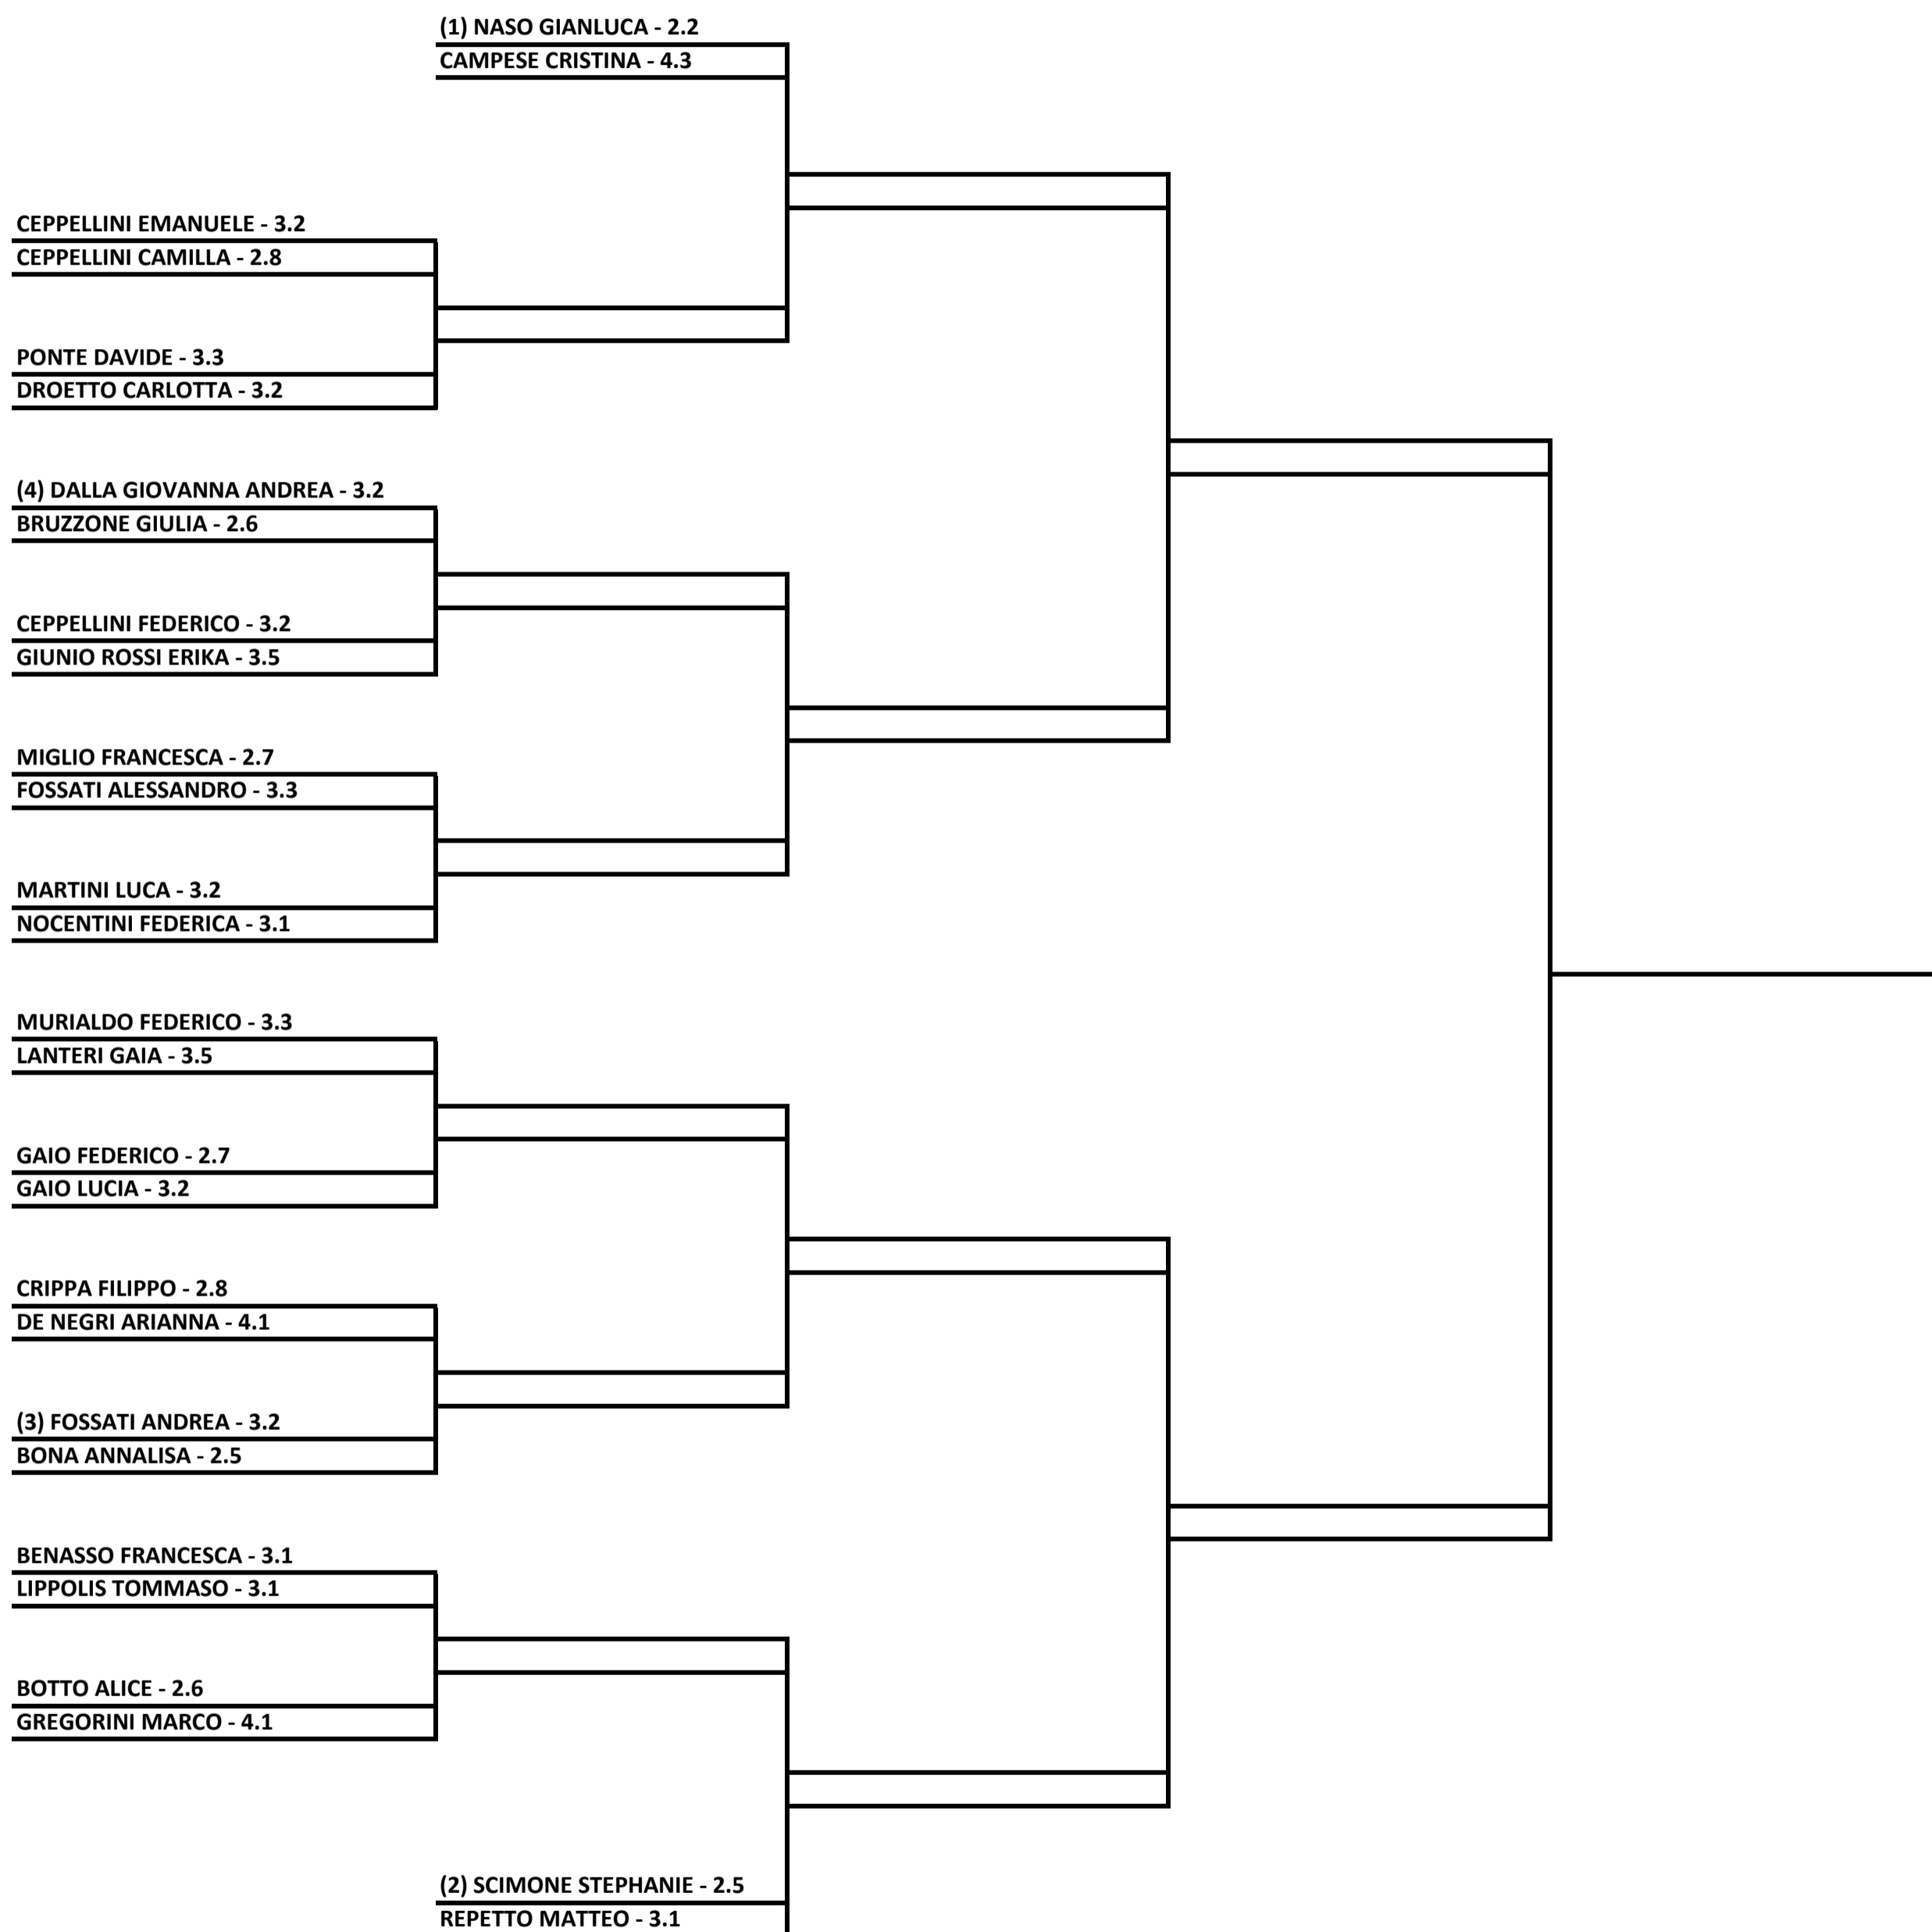 (1) NASO GIANLUCA - 2.2
CAMPESE CRISTINA - 4.3
CEPPELLINI EMANUELE - 3.2
CEPPELLINI CAMILLA - 2.8
PONTE DAVIDE - 3.3
DROETTO CARLOTTA - 3.2
(4) DALLA GIOVANNA ANDREA - 3.2
BRUZZONE GIULIA - 2.6
CEPPELLINI FEDERICO - 3.2
GIUNIO ROSSI ERIKA - 3.5
MIGLIO FRANCESCA - 2.7
FOSSATI ALESSANDRO - 3.3
MARTINI LUCA - 3.2
NOCENTINI FEDERICA - 3.1
MURIALDO FEDERICO - 3.3
LANTERI GAIA - 3.5
GAIO FEDERICO - 2.7
GAIO LUCIA - 3.2
CRIPPA FILIPPO - 2.8
DE NEGRI ARIANNA - 4.1
(3) FOSSATI ANDREA - 3.2
BONA ANNALISA - 2.5
BENASSO FRANCESCA - 3.1
LIPPOLIS TOMMASO - 3.1
BOTTO ALICE - 2.6
GREGORINI MARCO - 4.1
(2) SCIMONE STEPHANIE - 2.5
REPETTO MATTEO - 3.1